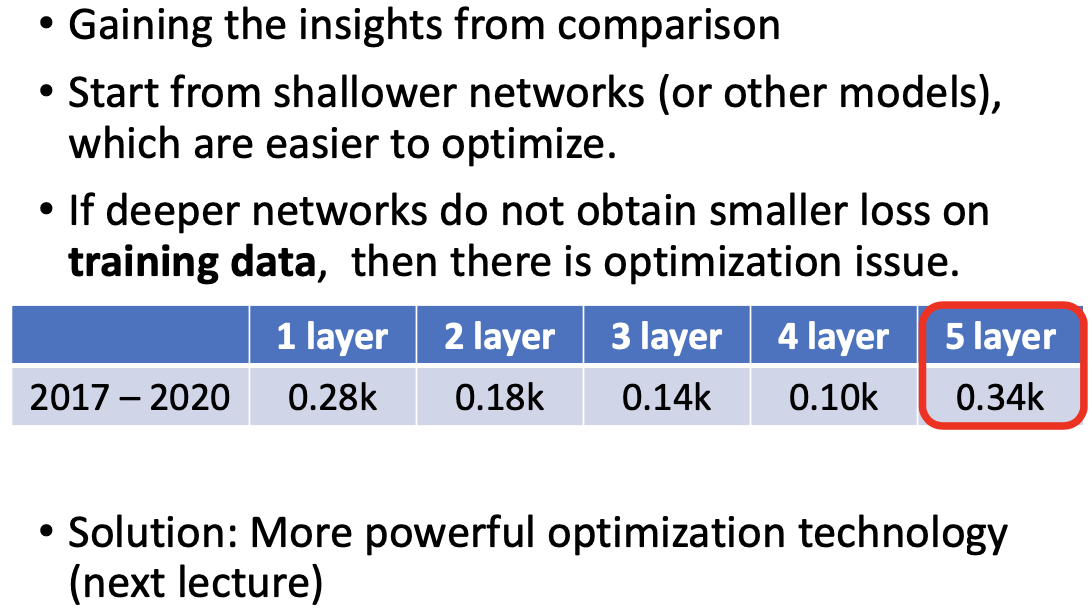 • Gaining the insights from comparison
• Start from shallower networks (or other models),
which are easier to optimize.
• If deeper networks do not obtain smaller loss on
training data,  then there is optimization issue.
1 layer 2 layer 3 layer 4 layer 5 layer
2017 – 2020 0.28k 0.18k 0.14k 0.10k 0.34k
• Solution: More powerful optimization technology
(next lecture)